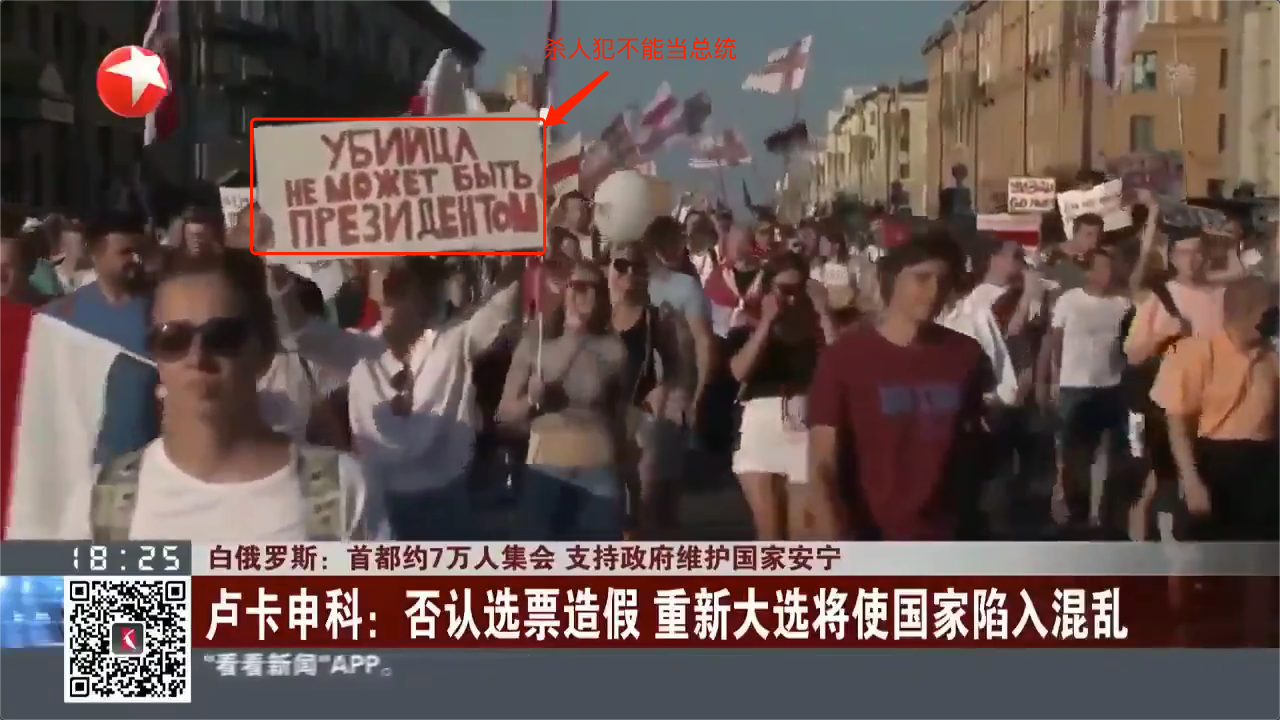 杀人犯不能当总统
УБИЙЦА
НЕ МОЖЕТ БЫТЬ
ПРЕЗИДЕНТОМ
18:25
白俄罗斯：首都约7万人集会 支持政府维护国家安宁
卢卡申科：否认选票造假 重新大选将使国家陷入混乱
"看看新闻"APP。